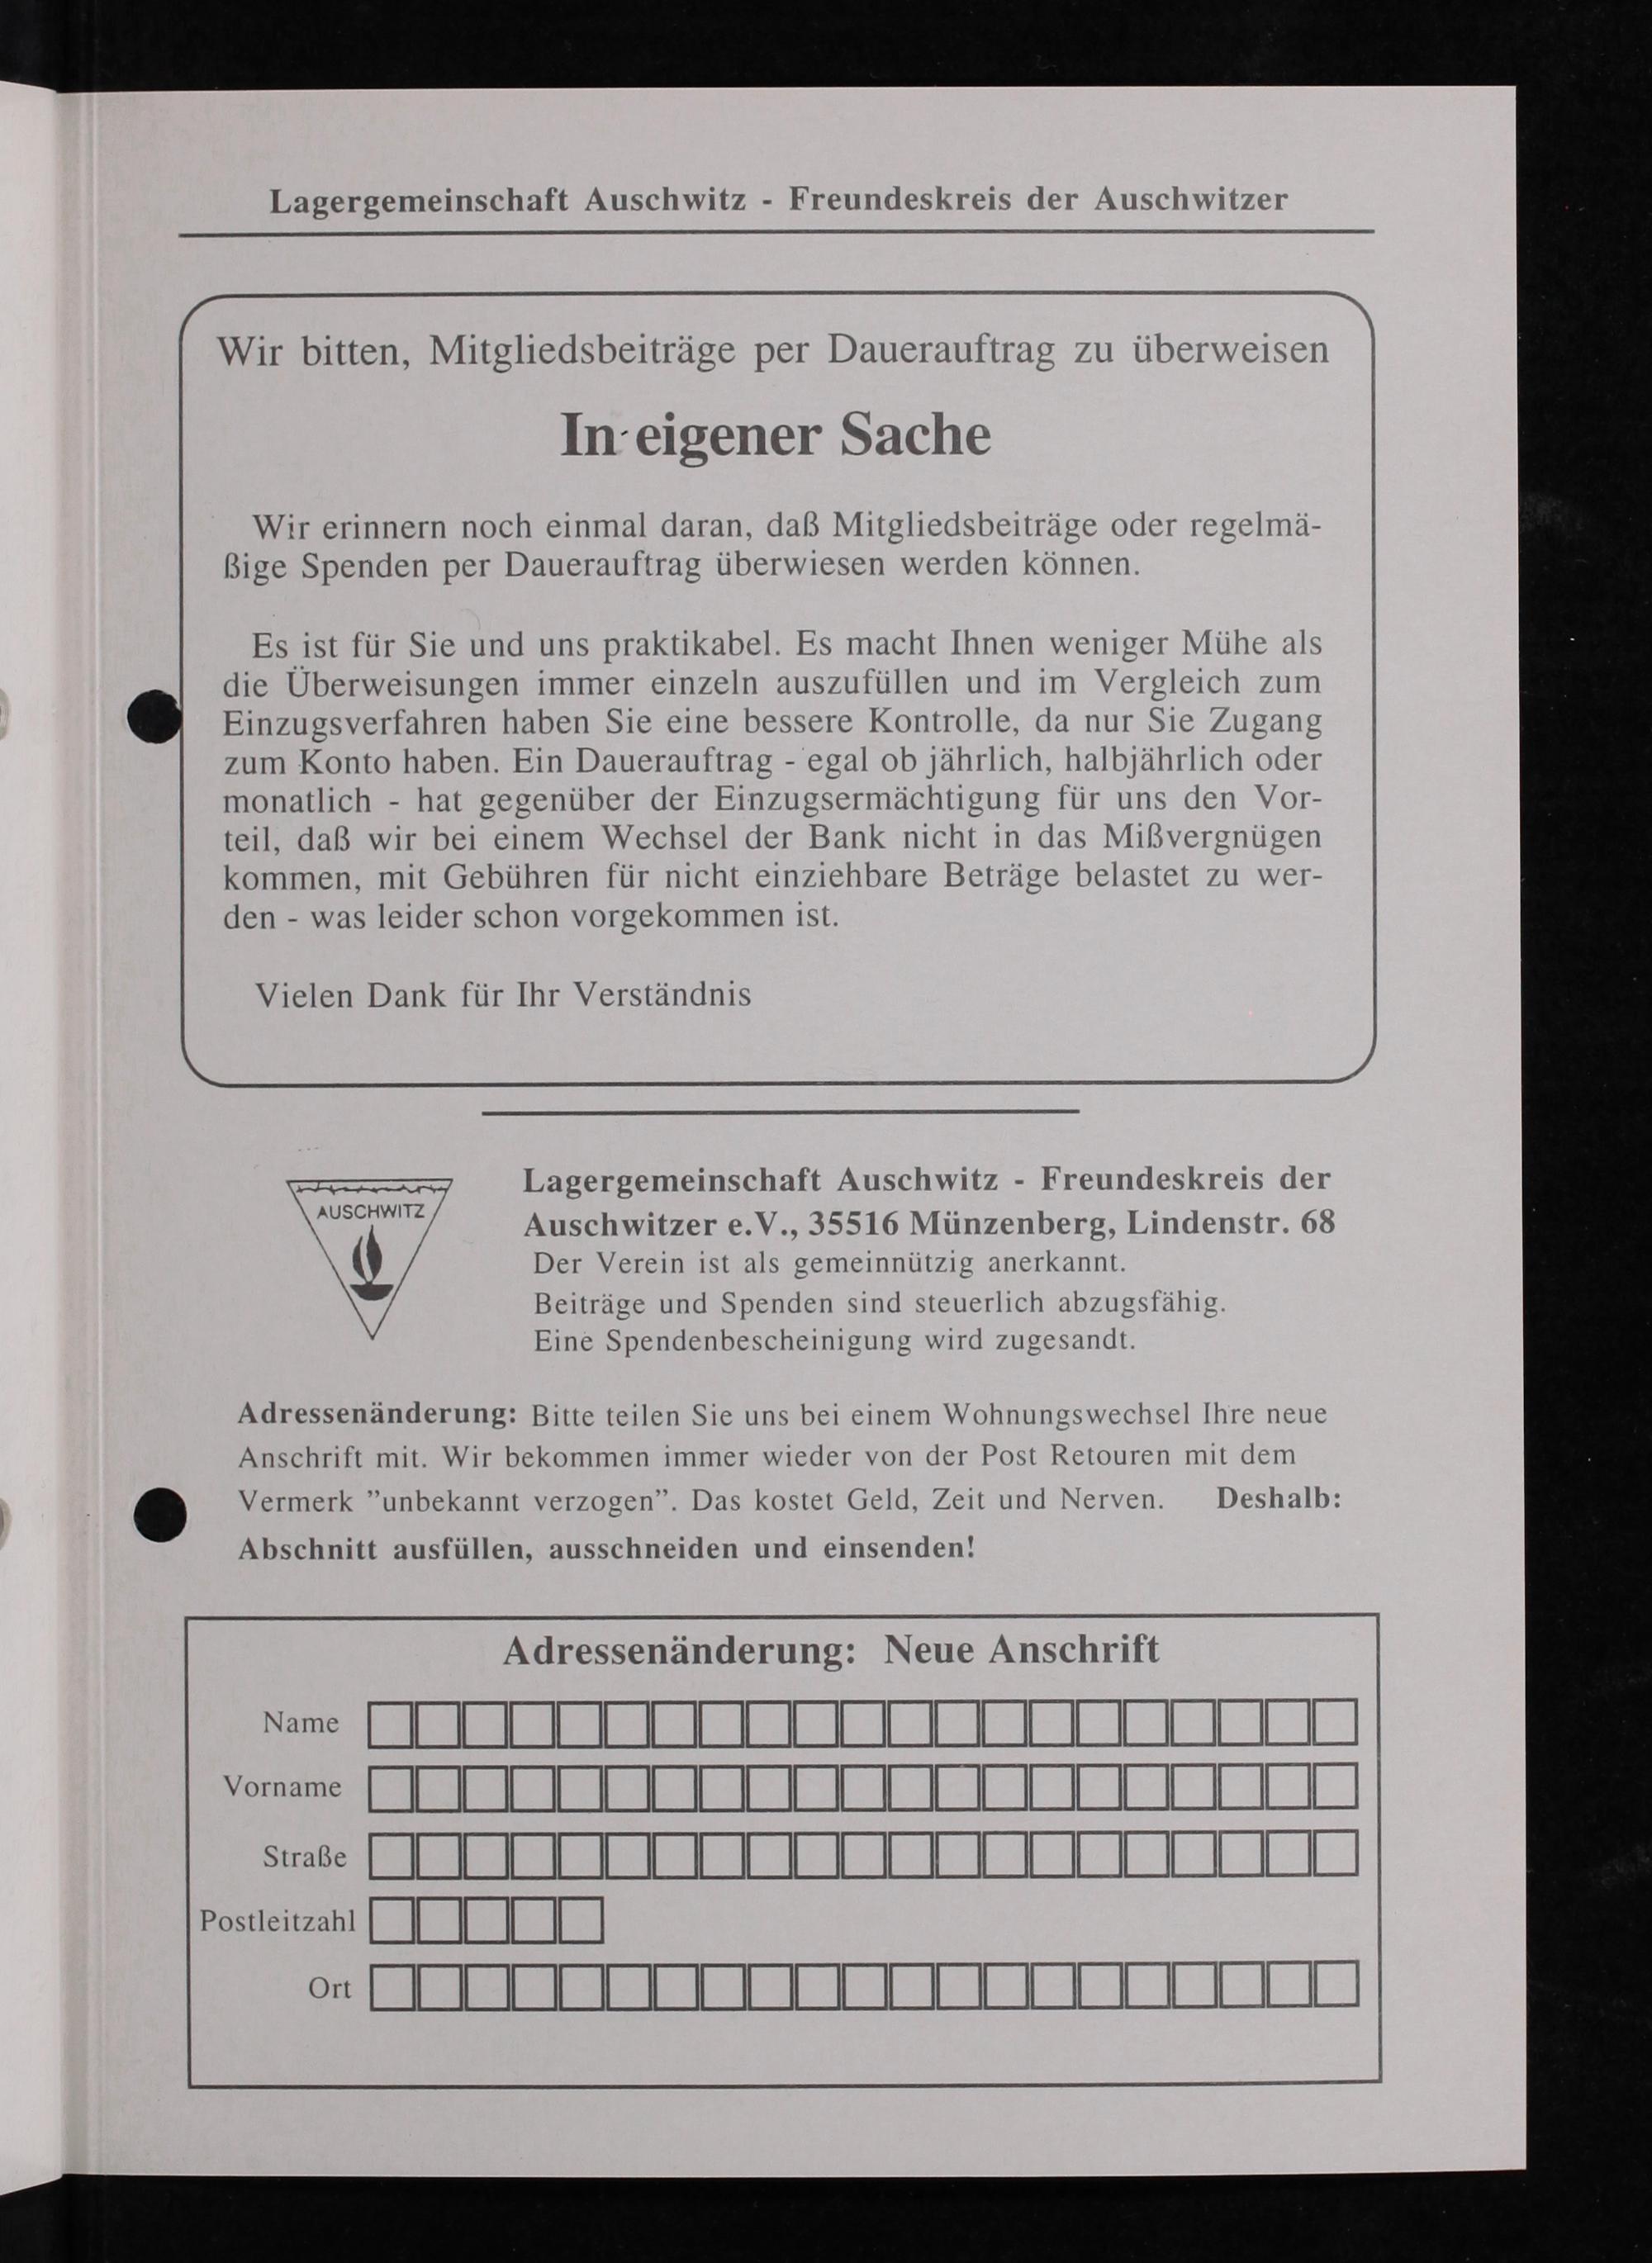 Lagergemeinschaft Auschwitz - Freundeskreis der Auschwitzer
Wir bitten, Mitgliedsbeiträge per Dauerauftrag zu überweisen
In eigener Sache
Wir erinnern noch einmal daran, daß Mitgliedsbeiträge oder regelmä-
ßige Spenden per Dauerauftrag überwiesen werden können.
Es ist für Sie und uns praktikabel. Es macht Ihnen weniger Mühe als
die Überweisungen immer einzeln auszufüllen und im Vergleich zum
Einzugsverfahren haben Sie eine bessere Kontrolle, da nur Sie Zugang
zum Konto haben. Ein Dauerauftrag - egal ob jährlich, halbjährlich oder
monatlich - hat gegenüber der Einzugsermächtigung für uns den Vor-
teil, daß wir bei einem Wechsel der Bank nicht in das Mißvergnügen
kommen, mit Gebühren für nicht einziehbare Beträge belastet zu wer-
den - was leider schon vorgekommen ist.
Vielen Dank für Ihr Verständnis
AUSCHWITZ
Lagergemeinschaft Auschwitz - Freundeskreis der
Auschwitzer e.V., 35516 Münzenberg, Lindenstr. 68
Der Verein ist als gemeinnützig anerkannt.
Beiträge und Spenden sind steuerlich abzugsfähig.
Eine Spendenbescheinigung wird zugesandt.
Adressenänderung: Bitte teilen Sie uns bei einem Wohnungswechsel Ihre neue
Anschrift mit. Wir bekommen immer wieder von der Post Retouren mit dem
Vermerk ”unbekannt verzogen”. Das kostet Geld, Zeit und Nerven. Deshalb:
Abschnitt ausfüllen, ausschneiden und einsenden!
Adressenänderung: Neue Anschrift
Name
Vorname
Straße
Postleitzahl
Ort